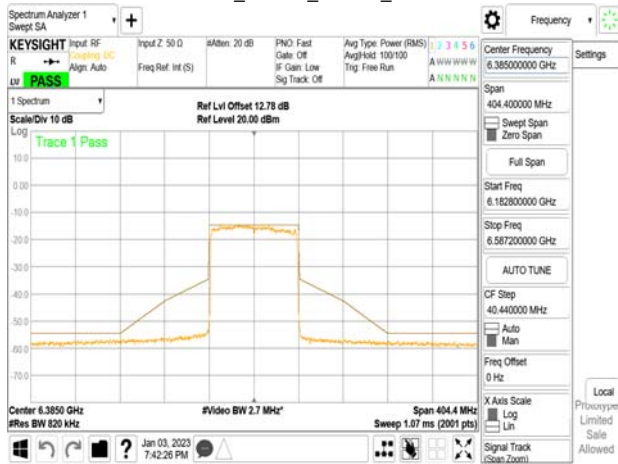 Spectrum Analyzer 1
Swept SA
Frequency
KEYSIGHT
R
LV PASS
Input: RF
Coupling: DC
Align: Auto
Input Z: 50 Ω
Freq Ref: Int (S)
#Atten: 20 dB
PNO: Fast
Gate: Off
IF Gain: Low
Sig Track: Off
Avg Type: Power (RMS)
Avg|Hold: 100/100
Trig: Free Run
1 2 3 4 5 6
A W W W W W
A N N N N N
Center Frequency
6.385000000 GHz
Settings
Span
404.400000 MHz
Swept Span
Zero Span
Full Span
Start Freq
6.182800000 GHz
Stop Freq
6.587200000 GHz
AUTO TUNE
CF Step
40.440000 MHz
Auto
Man
Freq Offset
0 Hz
X Axis Scale
Log
Lin
Signal Track
(Span Zoom)
Local
Prototype
Limited
Sale
Allowed
1 Spectrum
Scale/Div 10 dB
Ref Lvl Offset 12.78 dB
Ref Level 20.00 dBm
Log
Trace 1 Pass
10.0
0.00
-10.0
-30.0
-40.0
-50.0
-60.0
-70.0
Center 6.3850 GHz
#Video BW 2.7 MHz*
Span 404.4 MHz
#Res BW 820 kHz
Sweep 1.07 ms (2001 pts)
Jan 03, 2023
7:42:26 PM